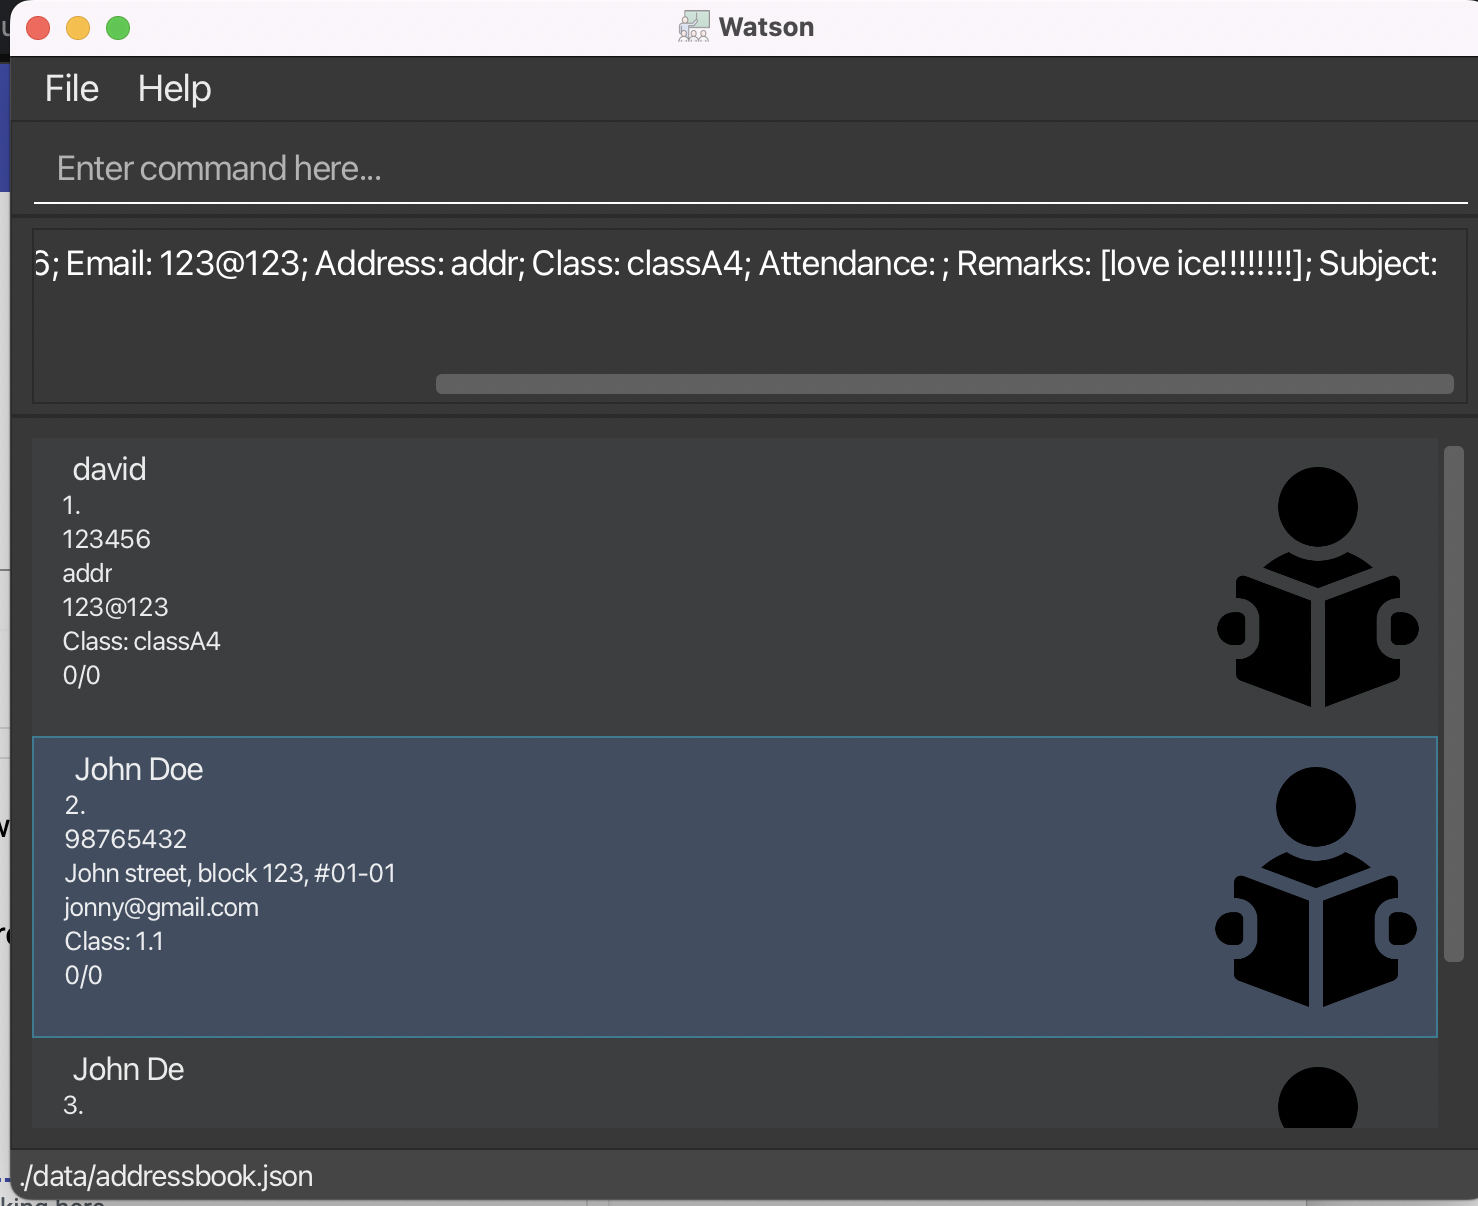 Watson
File Help
Enter command here...
6; Email: 123@123; Address: addr; Class: classA4; Attendance: ; Remarks: [love ice!!!!!!!!]; Subject:
david
1.
123456
addr
123@123
Class: classA4
0/0
John Doe
2.
98765432
John street, block 123, #01-01
jonny@gmail.com
Class: 1.1
0/0
John De
3.
./data/addressbook.json